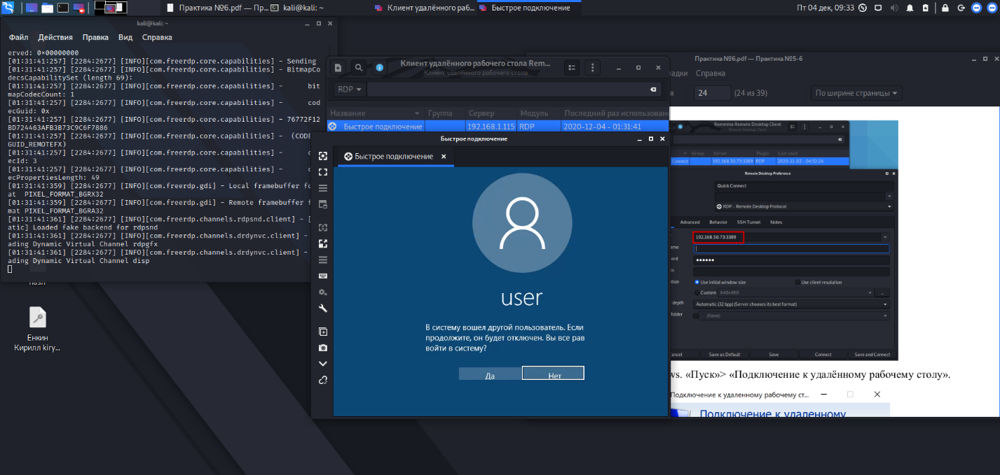 Практика №6.pdf — Пр...
kali@kali: ~
Клиент удалённого раб...
Быстрое подключение
Пт 04 дек, 09:33
kali@kali: ~
Файл Действия Правка Вид Справка
erved: 0×00000000
[01:31:41:257] [2284:2677] [INFO][com.freerdp.core.capabilities] - Sending
[01:31:41:257] [2284:2677] [INFO][com.freerdp.core.capabilities] - BitmapCo
decsCapabilitySet (length 69):
[01:31:41:257] [2284:2677] [INFO][com.freerdp.core.capabilities] - bit
mapCodecCount: 1
[01:31:41:257] [2284:2677] [INFO][com.freerdp.core.capabilities] - cod
ecGuid: 0x
[01:31:41:257] [2284:2677] [INFO][com.freerdp.core.capabilities] - 76772F12
BD724463AFB3B73C9C6F7886
[01:31:41:257] [2284:2677] [INFO][com.freerdp.core.capabilities] - (CODE
GUID_REMOTEFX)
[01:31:41:257] [2284:2677] [INFO][com.freerdp.core.capabilities] - c
ecId: 3
[01:31:41:257] [2284:2677] [INFO][com.freerdp.core.capabilities] - c
ecPropertiesLength: 49
[01:31:41:359] [2284:2677] [INFO][com.freerdp.gdi] - Local framebuffer fo
at PIXEL_FORMAT_BGRX32
[01:31:41:359] [2284:2677] [INFO][com.freerdp.gdi] - Remote framebuffer f
mat PIXEL_FORMAT_BGRA32
[01:31:41:361] [2284:2677] [INFO][com.freerdp.channels.rdpsnd.client] - [
atic] Loaded fake backend for rdpsnd
[01:31:41:361] [2284:2677] [INFO][com.freerdp.channels.drdynvc.client] -
ading Dynamic Virtual Channel rdpgfx
[01:31:41:361] [2284:2677] [INFO][com.freerdp.channels.drdynvc.client] -
ading Dynamic Virtual Channel disp
hash
Енкин
Кирилл kiry...
Клиент удалённого рабочего стола Rem...
Клиент удалённого рабочего стола
RDP
Название Группа Сервер Модуль Последний раз использован
Быстрое подключение 192.168.1.115 RDP 2020-12-04 - 01:31:41
Быстрое подключение
Быстрое подключение
user
В систему вошел другой пользователь. Если
продолжите, он будет отключен. Вы все рав
войти в систему?
Да Нет
Практика №6.pdf — Практика №5-6
ладки Справка
я 24 (24 из 39) По ширине страницы
Remmina Remote Desktop Client
Remmina Remote Desktop Client
Group Server Plugin Last used
Connect 192.168.50.73:3389 RDP 2020-11-02 - 04:52:24
Remote Desktop Preference
Quick Connect
RDP - Remote Desktop Protocol
Advanced Behavior SSH Tunnel Notes
192.168.50.73:3389
ame
ord ●●●●●●
n
tion Use initial window size Use client resolution
Custom 640x480 ...
depth Automatic (32 bpp) (Server chooses its best format)
folder (None)
ancel Save as Default Save Connect Save and Connect
ws. «Пуск»> «Подключение к удалённому рабочему столу».
Подключение к удаленному рабочему ст...
Подключение к удаленному